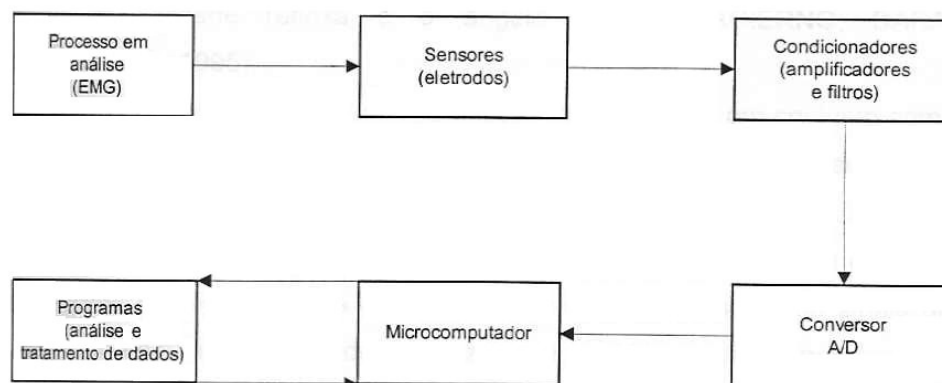 Processo em
análise
(EMG)
Sensores
(eletrodos)
Condicionadores
(amplificadores
e filtros)
Programas
(análise e
tratamento de dados)
Microcomputador
Conversor
A/D